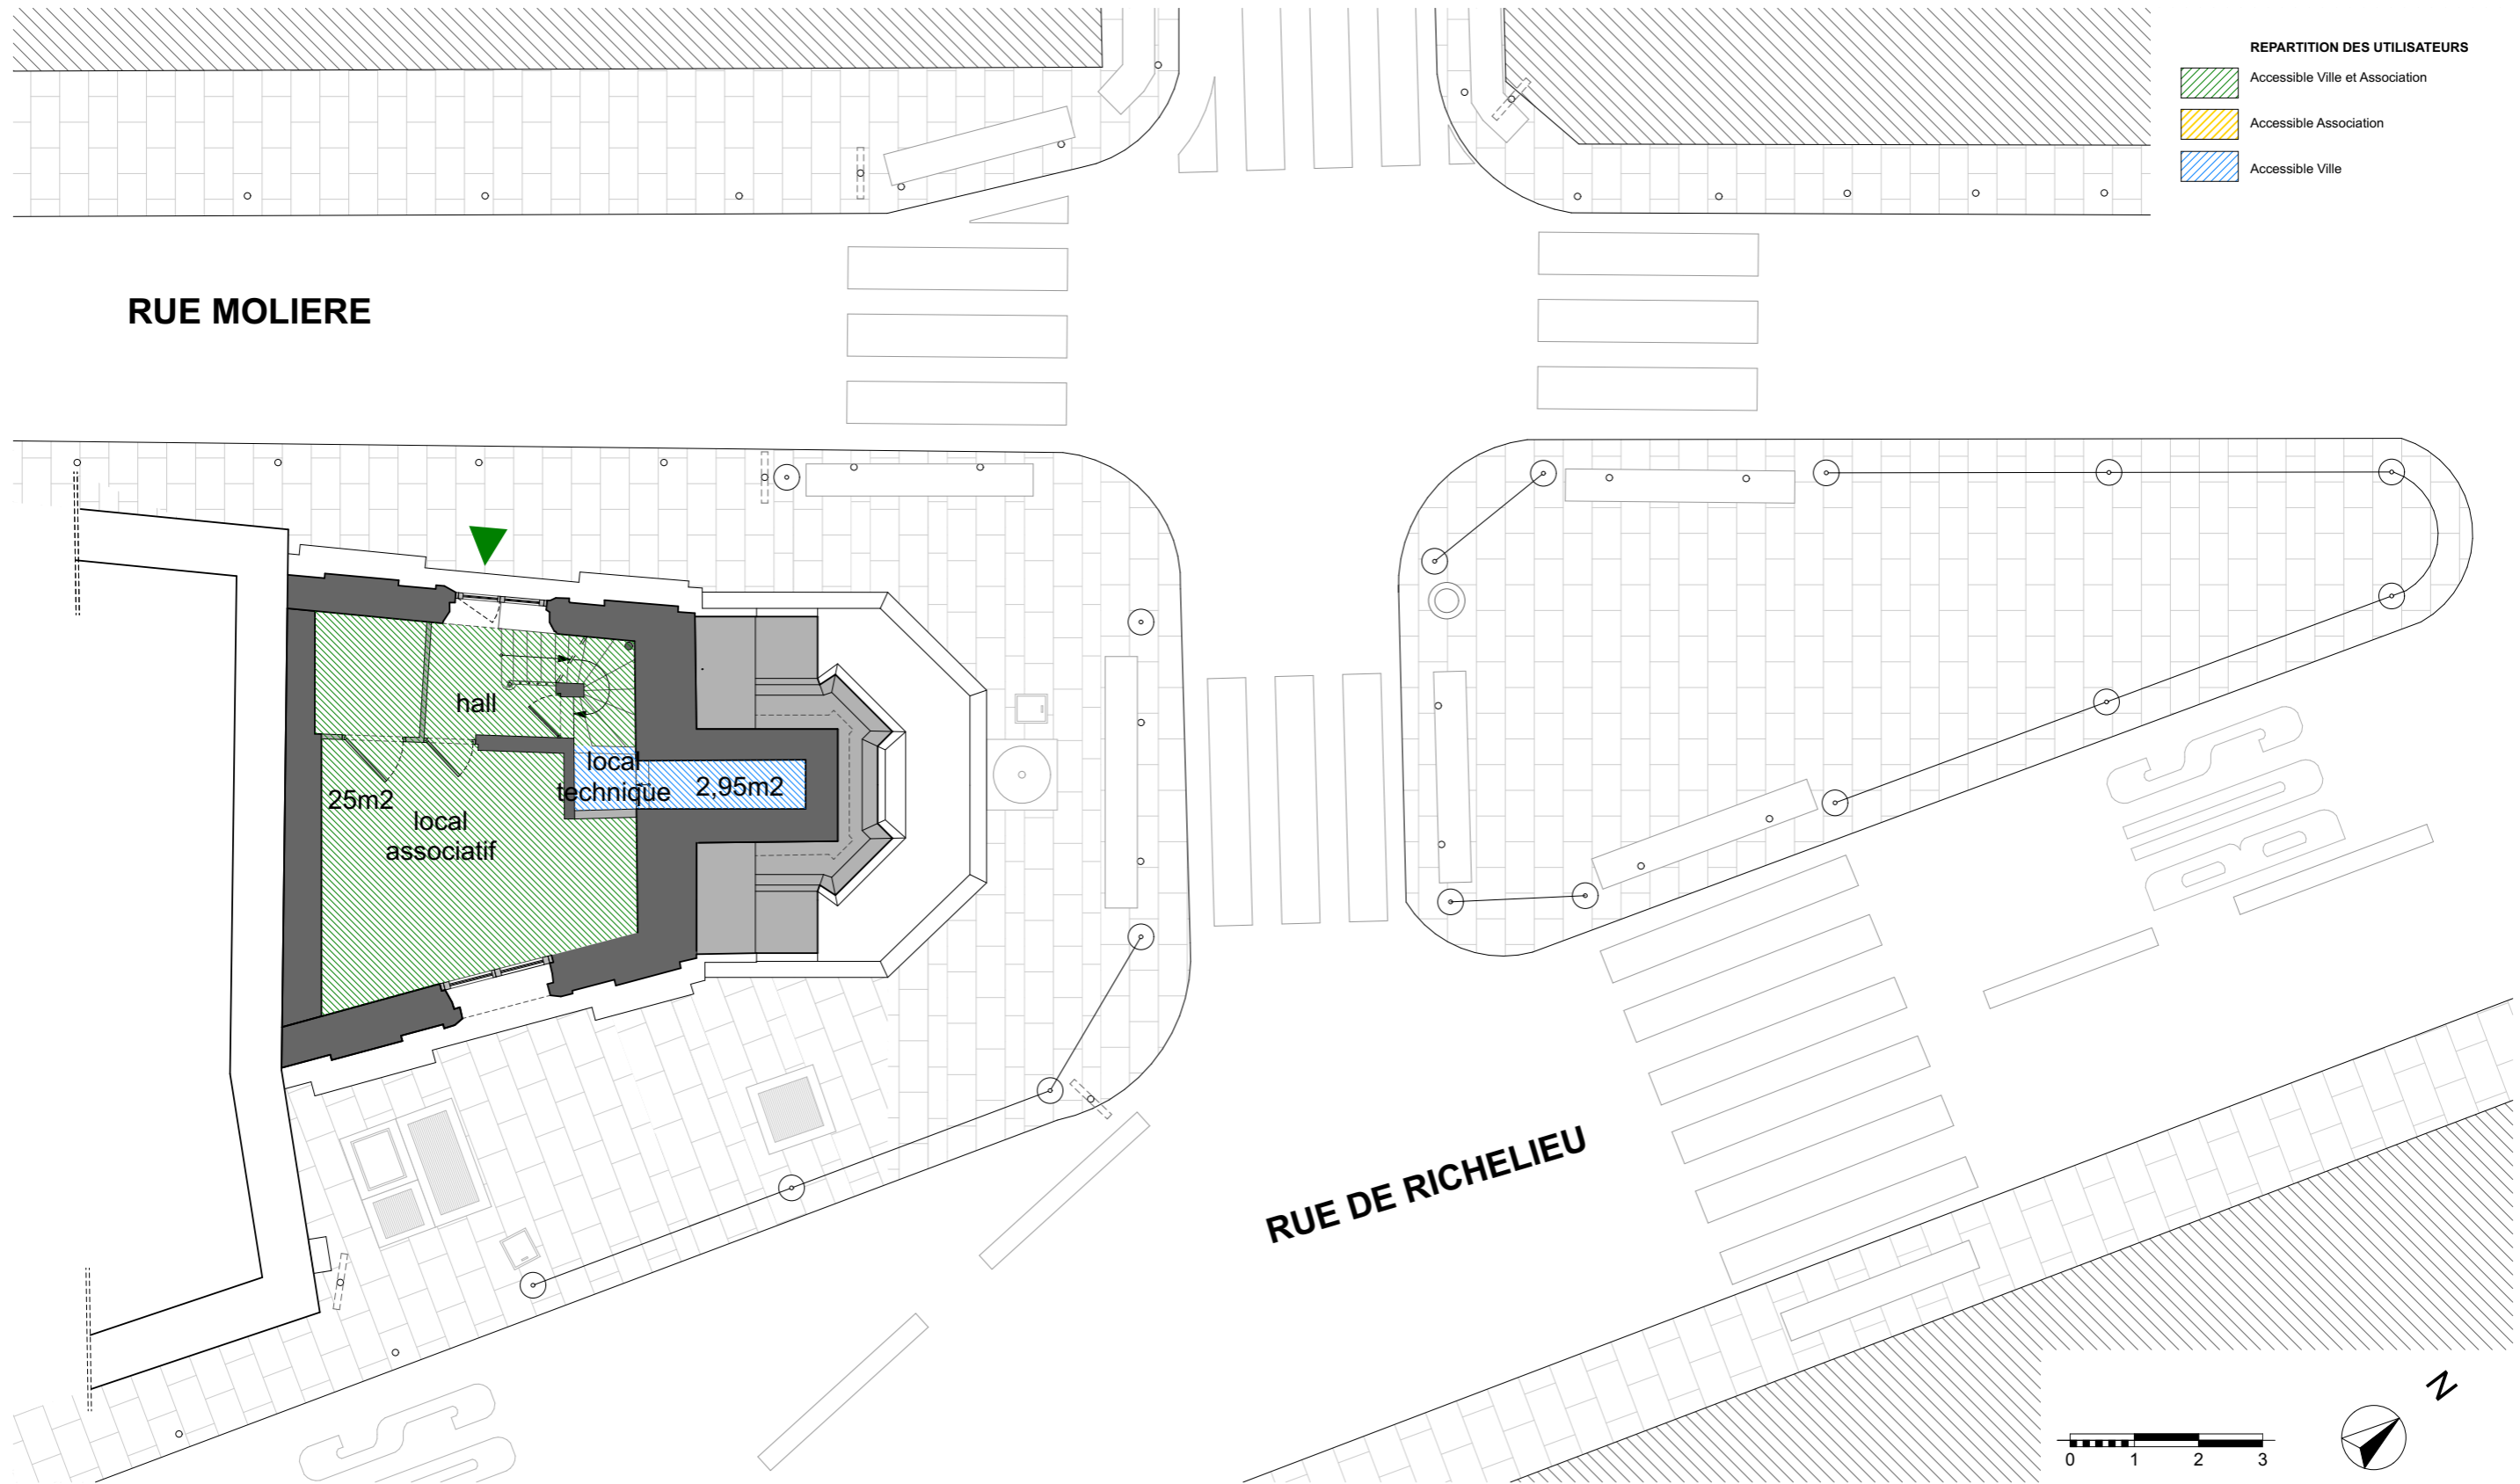 REPARTITION DES UTILISATEURS
Accessible Ville et Association
Accessible Association
Accessible Ville
RUE MOLIERE
hall
local
technique
2,95m2
25m2
local
associatif
RUE DE RICHELIEU
BUS
N
0 1 2 3